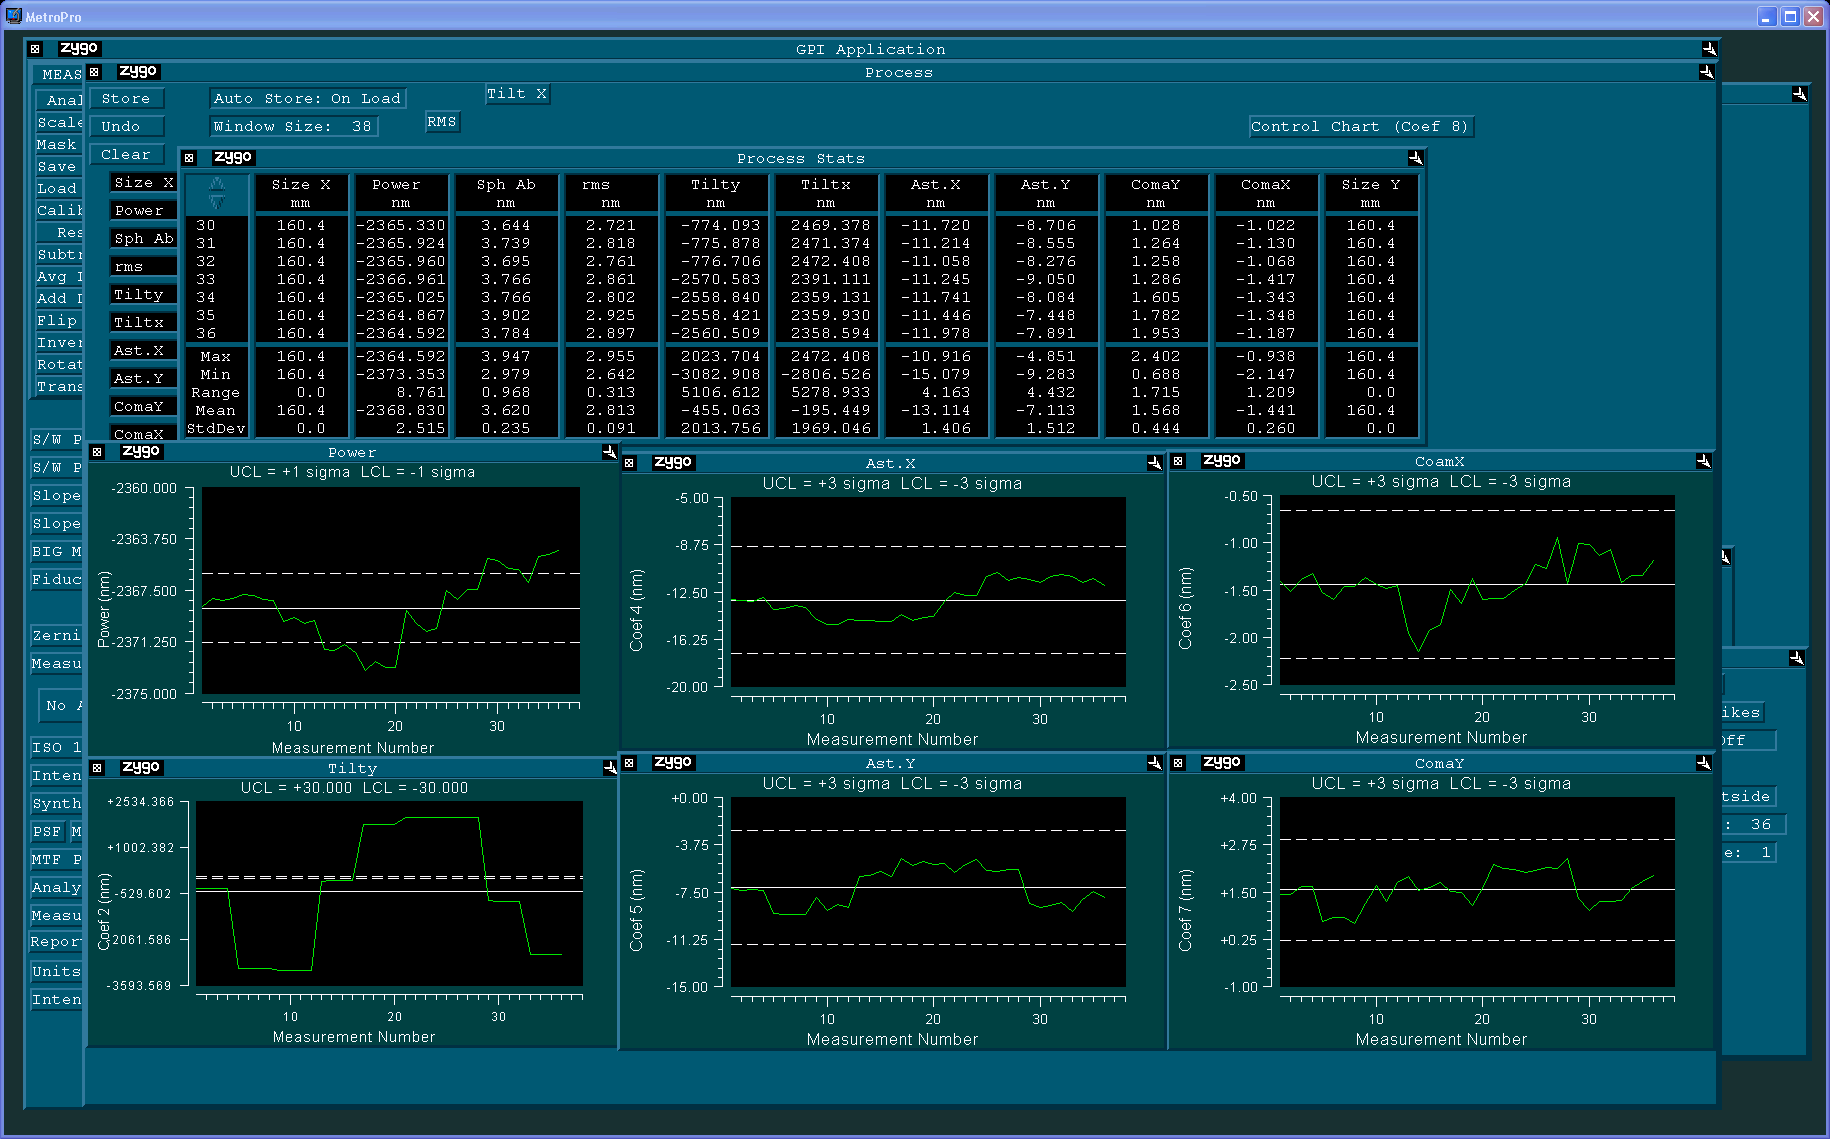 MetroPro
zygo GPI Application
MEAS
zygo Process
Anal
Scale
Mask
Save
Load
Calib
Res
Subtr
Avg
Add
Flip
Inver
Rotat
Trans
S/W P
S/W P
Slope
Slope
BIG M
Fiduc
Zerni
Measu
No
ISO 1
Inten
Synth
PSF M
MTF P
Analy
Measu
Repor
Units
Inten
Store
Undo
Clear
Auto Store: On Load
Window Size: 38
Tilt X
RMS
Control Chart (Coef 8)
Size X
Power
Sph Ab
rms
Tilty
Tiltx
Ast.X
Ast.Y
ComaY
ComaX
zygo Process Stats
Size X Power Sph Ab rms Tilty Tiltx Ast.X Ast.Y ComaY ComaX Size Y
mm nm nm nm nm nm nm nm nm nm mm
30 160.4 -2365.330 3.644 2.721 -774.093 2469.378 -11.720 -8.706 1.028 -1.022 160.4
31 160.4 -2365.924 3.739 2.818 -775.878 2471.374 -11.214 -8.555 1.264 -1.130 160.4
32 160.4 -2365.960 3.695 2.761 -776.706 2472.408 -11.058 -8.276 1.258 -1.068 160.4
33 160.4 -2366.961 3.766 2.861 -2570.583 2391.111 -11.245 -9.050 1.286 -1.417 160.4
34 160.4 -2365.025 3.766 2.802 -2558.840 2359.131 -11.741 -8.084 1.605 -1.343 160.4
35 160.4 -2364.867 3.902 2.925 -2558.421 2359.930 -11.446 -7.448 1.782 -1.348 160.4
36 160.4 -2364.592 3.784 2.897 -2560.509 2358.594 -11.978 -7.891 1.953 -1.187 160.4
Max 160.4 -2364.592 3.947 2.955 2023.704 2472.408 -10.916 -4.851 2.402 -0.938 160.4
Min 160.4 -2373.353 2.979 2.642 -3082.908 -2806.526 -15.079 -9.283 0.688 -2.147 160.4
Range 0.0 8.761 0.968 0.313 5106.612 5278.933 4.163 4.432 1.715 1.209 0.0
Mean 160.4 -2368.830 3.620 2.813 -455.063 -195.449 -13.114 -7.113 1.568 -1.441 160.4
StdDev 0.0 2.515 0.235 0.091 2013.756 1969.046 1.406 1.512 0.444 0.260 0.0
zygo Power
UCL = +1 sigma LCL = -1 sigma
Power (nm)
-2360.000
-2363.750
-2367.500
-2371.250
-2375.000
10 20 30
Measurement Number
zygo Ast.X
UCL = +3 sigma LCL = -3 sigma
Coef 4 (nm)
-5.00
-8.75
-12.50
-16.25
-20.00
10 20 30
Measurement Number
zygo CoamX
UCL = +3 sigma LCL = -3 sigma
Coef 6 (nm)
-0.50
-1.00
-1.50
-2.00
-2.50
10 20 30
Measurement Number
zygo Tilty
UCL = +30.000 LCL = -30.000
Coef 2 (nm)
+2534.366
+1002.382
-529.602
-2061.586
-3593.569
10 20 30
Measurement Number
zygo Ast.Y
UCL = +3 sigma LCL = -3 sigma
Coef 5 (nm)
+0.00
-3.75
-7.50
-11.25
-15.00
10 20 30
Measurement Number
zygo ComaY
UCL = +3 sigma LCL = -3 sigma
Coef 7 (nm)
+4.00
+2.75
+1.50
+0.25
-1.00
10 20 30
Measurement Number
ikes
Off
tside
: 36
e: 1